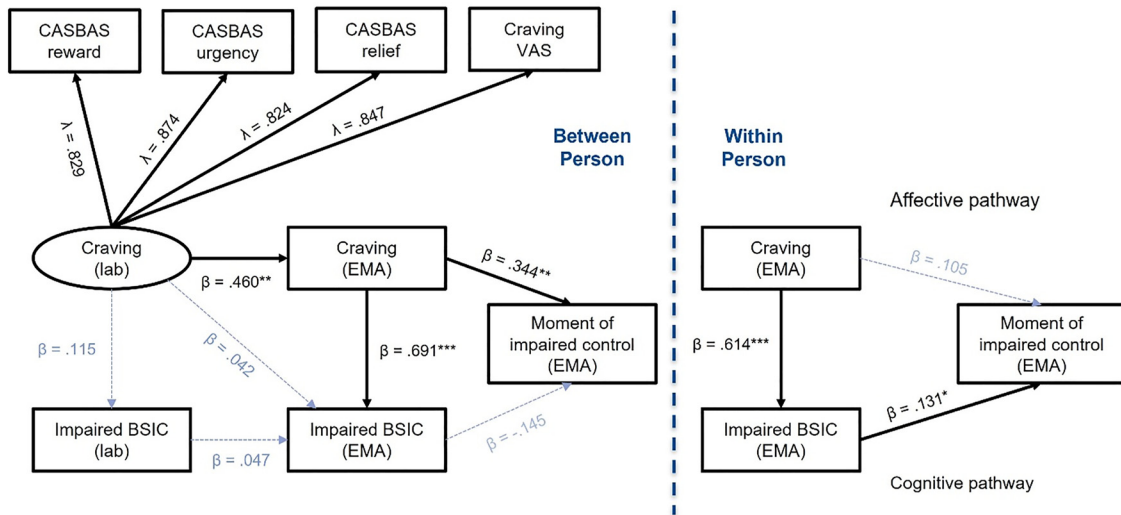 CASBAS
reward
CASBAS
urgency
CASBAS
relief
Craving
VAS
λ = .829
λ = .874
λ = .824
λ = .847
Between
Person
Within
Person
Affective pathway
Craving
(lab)
Craving
(EMA)
β = .460**
β = .344**
β = .115
β = .042
β = .691***
Moment of
impaired control
(EMA)
Impaired BSIC
(lab)
β = .047
Impaired BSIC
(EMA)
β = -.145
Craving
(EMA)
β = .105
β = .614***
Moment of
impaired control
(EMA)
β = .131*
Impaired BSIC
(EMA)
Cognitive pathway